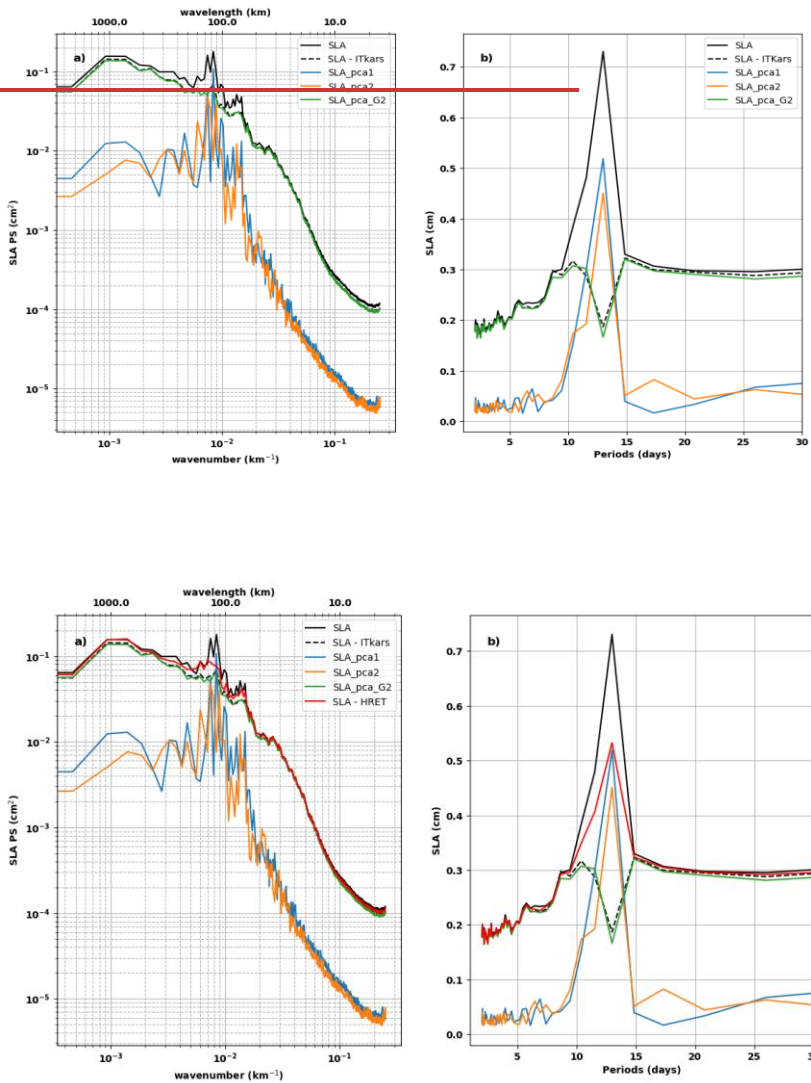 wavelength (km)
1000.0 100.0 10.0
a)
SLA
SLA - ITkars
SLA_pca1
SLA_pca2
SLA_pca_G2
10⁻¹
10⁻²
10⁻³
10⁻⁴
10⁻⁵
SLA PS (cm²)
10⁻³ 10⁻² 10⁻¹
wavenumber (km⁻¹)
b)
SLA
SLA - ITkars
SLA_pca1
SLA_pca2
SLA_pca_G2
0.7
0.6
0.5
0.4
0.3
0.2
0.1
0.0
SLA (cm)
5 10 15 20 25 30
Periods (days)
wavelength (km)
1000.0 100.0 10.0
a)
SLA
SLA - ITkars
SLA_pca1
SLA_pca2
SLA_pca_G2
SLA - HRET
10⁻¹
10⁻²
10⁻³
10⁻⁴
10⁻⁵
SLA PS (cm²)
10⁻³ 10⁻² 10⁻¹
wavenumber (km⁻¹)
b)
0.7
0.6
0.5
0.4
0.3
0.2
0.1
0.0
SLA (cm)
5 10 15 20 25 30
Periods (days)